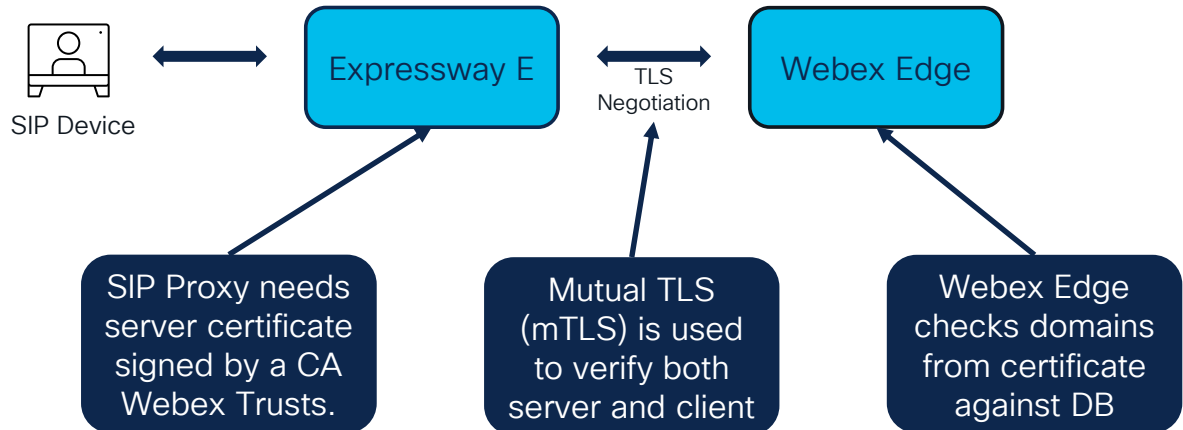 SIP Device
Expressway E
TLS
Negotiation
Webex Edge
SIP Proxy needs
server certificate
signed by a CA
Webex Trusts.
Mutual TLS
(mTLS) is used
to verify both
server and client
Webex Edge
checks domains
from certificate
against DB